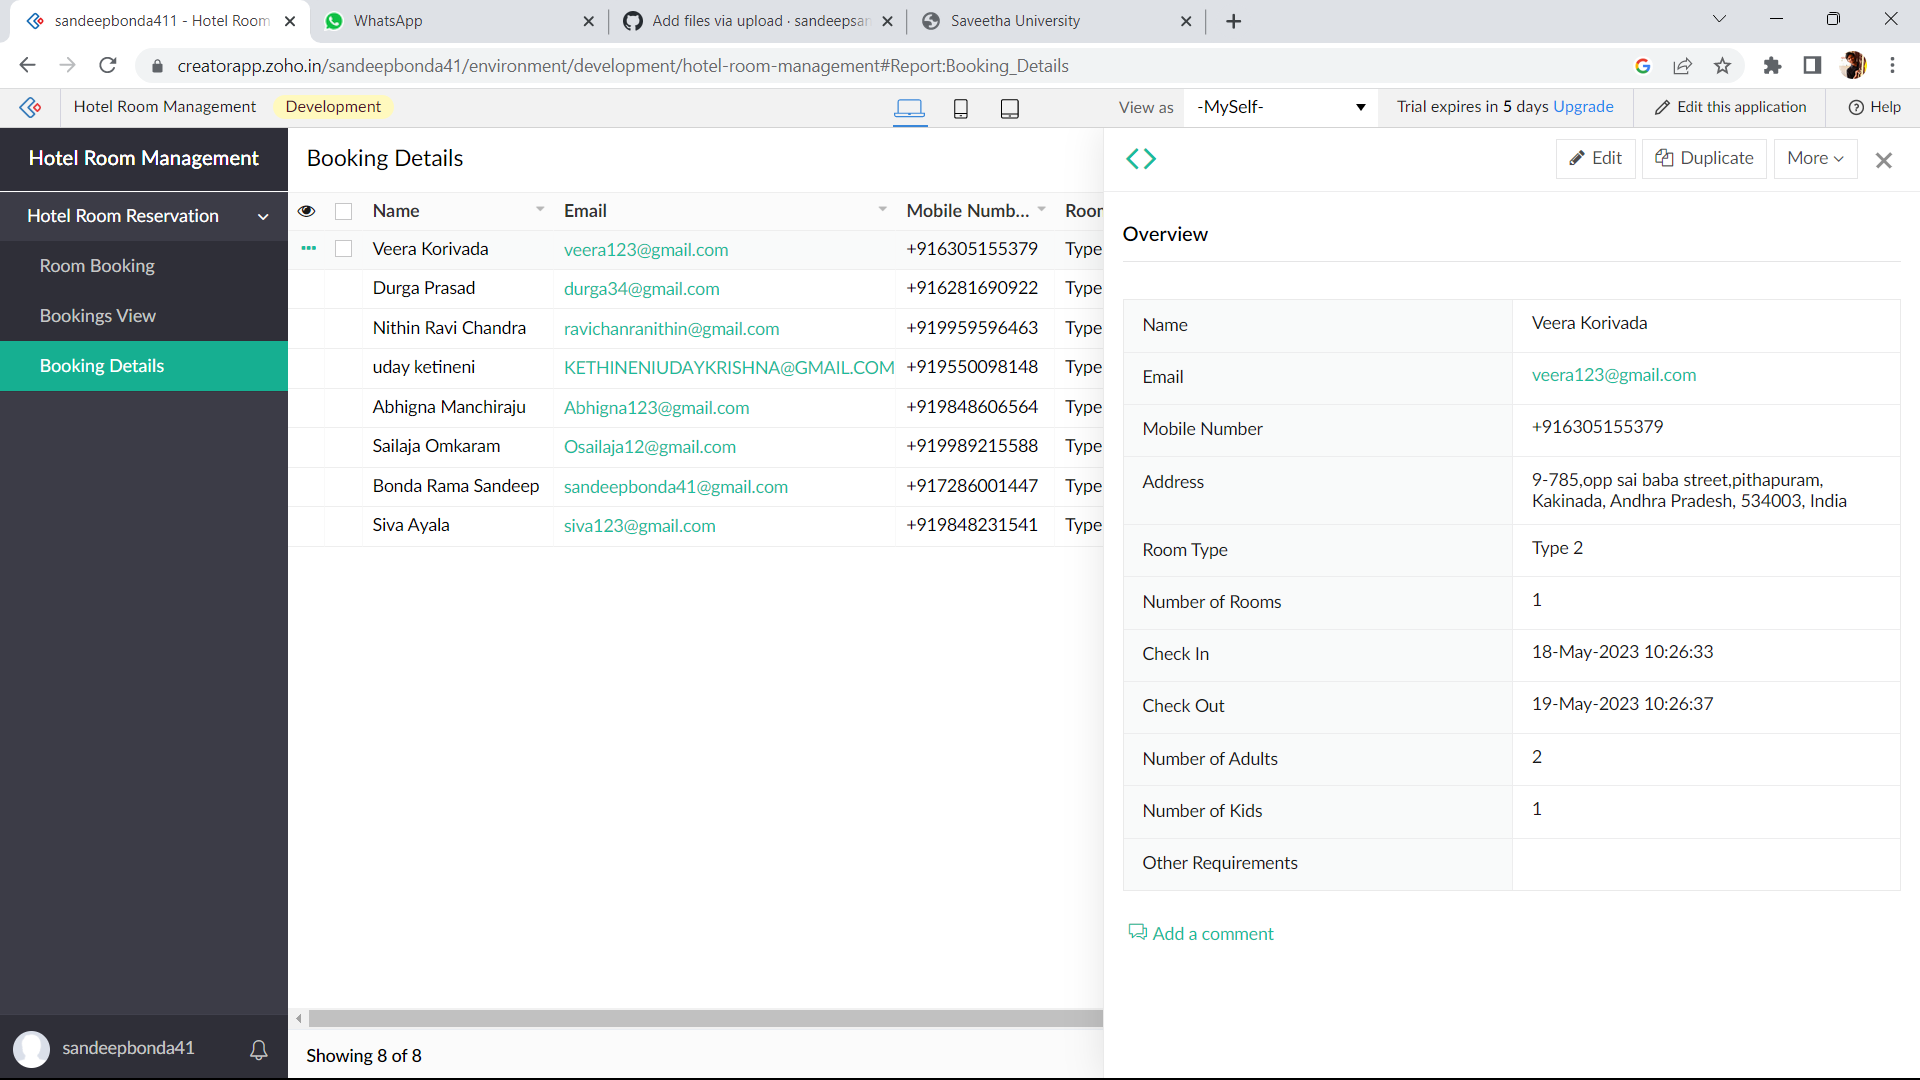 sandeepbonda411 - Hotel Room
WhatsApp
Add files via upload · sandeepsan
Saveetha University
creatorapp.zoho.in/sandeepbonda41/environment/development/hotel-room-management#Report:Booking_Details
Hotel Room Management
Development
View as
-MySelf-
Trial expires in 5 days Upgrade
Edit this application
Help
Hotel Room Management
Hotel Room Reservation
Room Booking
Bookings View
Booking Details
sandeepbonda41
Booking Details
Name Email Mobile Numb... Roor
Veera Korivada veera123@gmail.com +916305155379 Type
Durga Prasad durga34@gmail.com +916281690922 Type
Nithin Ravi Chandra ravichanranithin@gmail.com +919959596463 Type
uday ketineni KETHINENIUDAYKRISHNA@GMAIL.COM +919550098148 Type
Abhigna Manchiraju Abhigna123@gmail.com +919848606564 Type
Sailaja Omkaram Osailaja12@gmail.com +919989215588 Type
Bonda Rama Sandeep sandeepbonda41@gmail.com +917286001447 Type
Siva Ayala siva123@gmail.com +919848231541 Type
Showing 8 of 8
Edit
Duplicate
More
Overview
Name Veera Korivada
Email veera123@gmail.com
Mobile Number +916305155379
Address 9-785,opp sai baba street,pithapuram,
Kakinada, Andhra Pradesh, 534003, India
Room Type Type 2
Number of Rooms 1
Check In 18-May-2023 10:26:33
Check Out 19-May-2023 10:26:37
Number of Adults 2
Number of Kids 1
Other Requirements
Add a comment